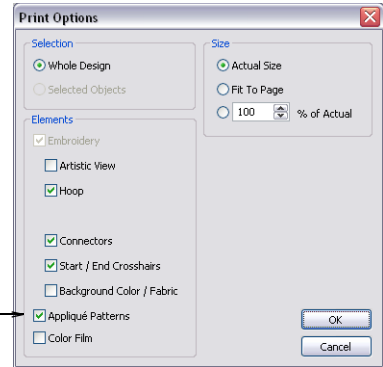 Print Options
Selection
Whole Design
Selected Objects
Elements
Embroidery
Artistic View
Hoop
Connectors
Start / End Crosshairs
Background Color / Fabric
Appliqué Patterns
Color Film
Size
Actual Size
Fit To Page
100 % of Actual
OK
Cancel